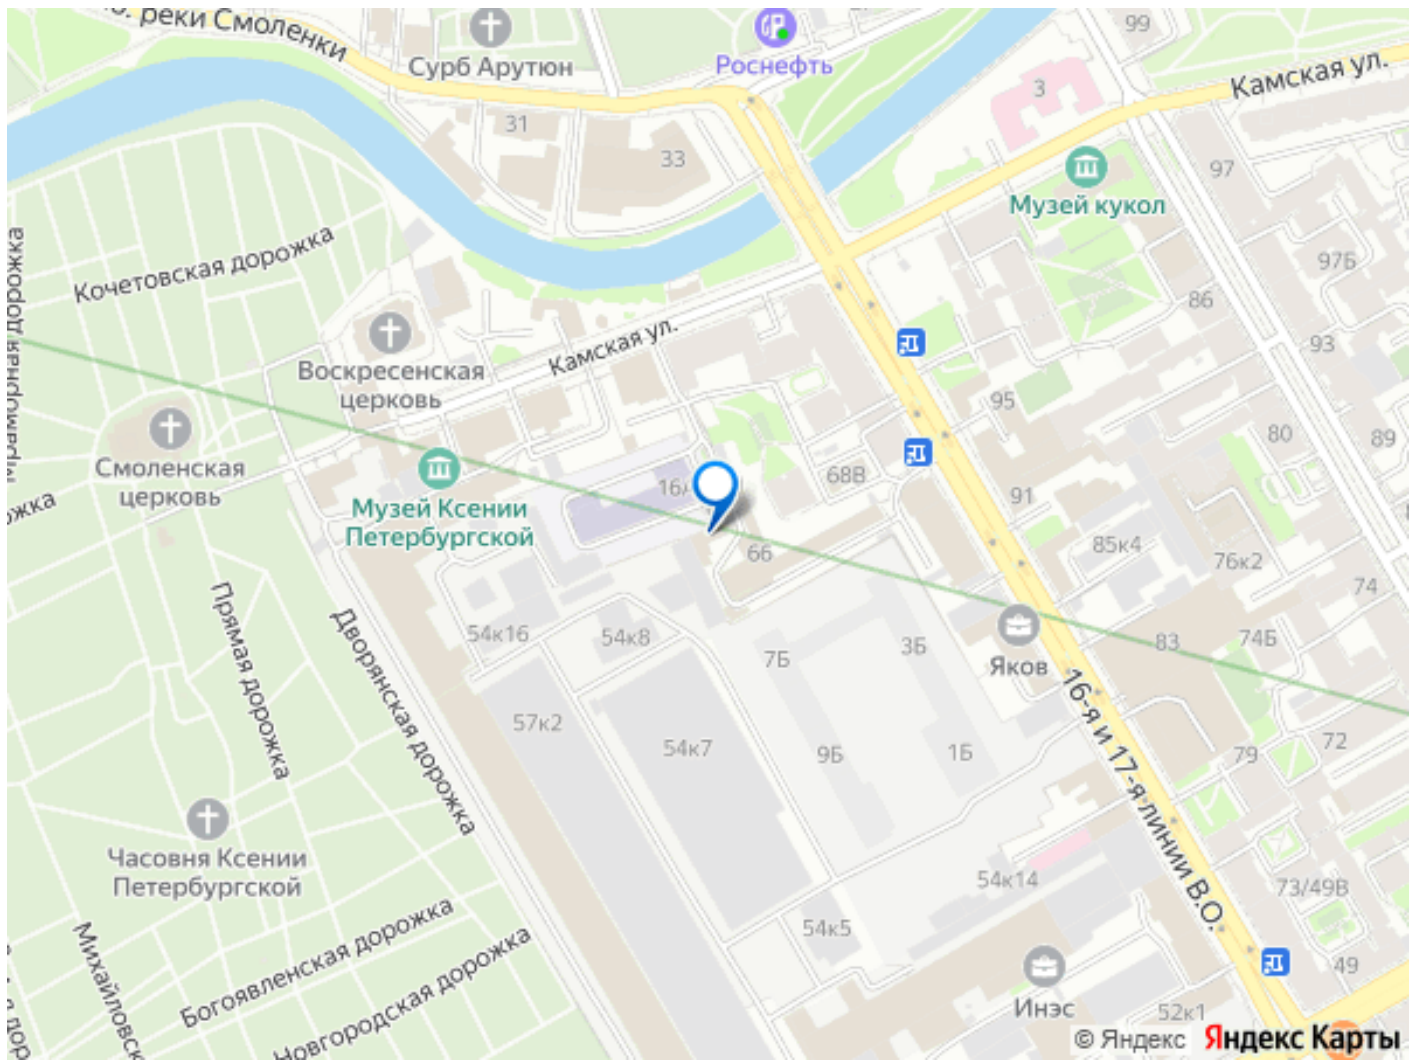 реки Смоленки
Сурб Арутюн
Роснефть
99
3
Камская ул.
31
33
97
Музей кукол
Кочетовская дорожка
97Б
86
Воскресенская
церковь
Камская ул.
93
95
80
89
Смоленская
церковь
Музей Ксении
Петербургской
68В
91
66
85к4
76к2
74
Прямая дорожка
Дворянская дорожка
54к16
54к8
7Б
3Б
Яков
83
74Б
16-я и 17-я линии В.О.
57к2
54к7
9Б
1Б
79
72
Часовня Ксении
Петербургской
54к14
73/49В
54к5
Богоявленская дорожка
Новгородская дорожка
49
Инэс
52к1
© Яндекс Яндекс Карты